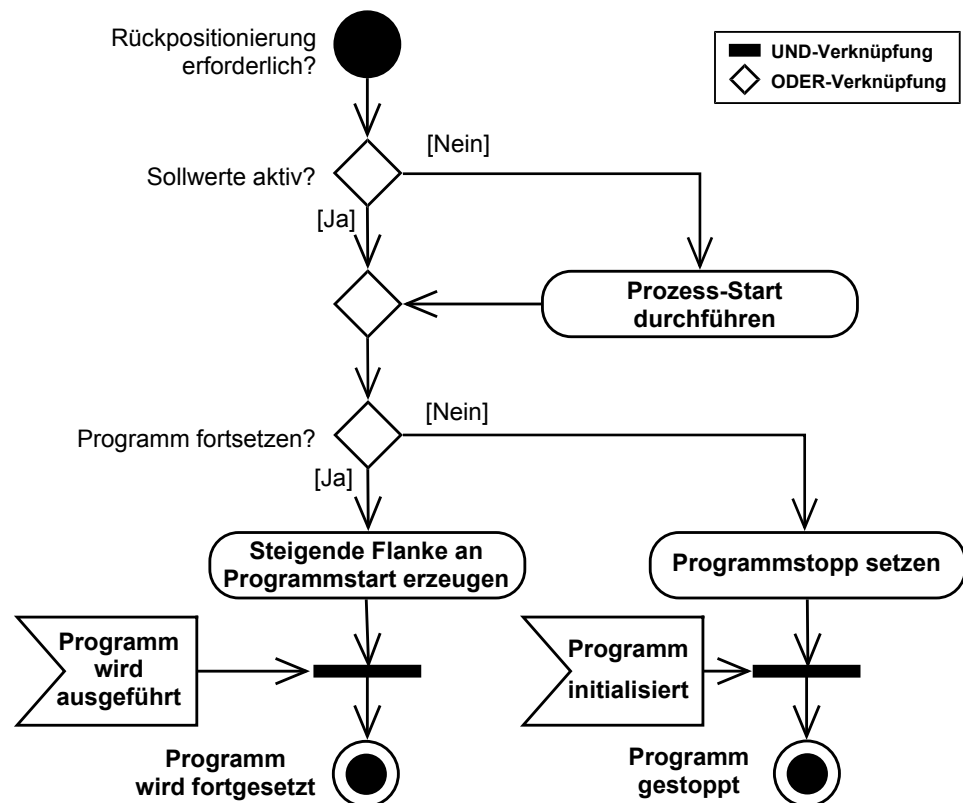 Rückpositionierung
erforderlich?
UND-Verknüpfung
ODER-Verknüpfung
[Nein]
Sollwerte aktiv?
[Ja]
Prozess-Start
durchführen
[Nein]
Programm fortsetzen?
[Ja]
Steigende Flanke an
Programmstart erzeugen
Programmstopp setzen
Programm
wird
ausgeführt
Programm
initialisiert
Programm
wird fortgesetzt
Programm
gestoppt